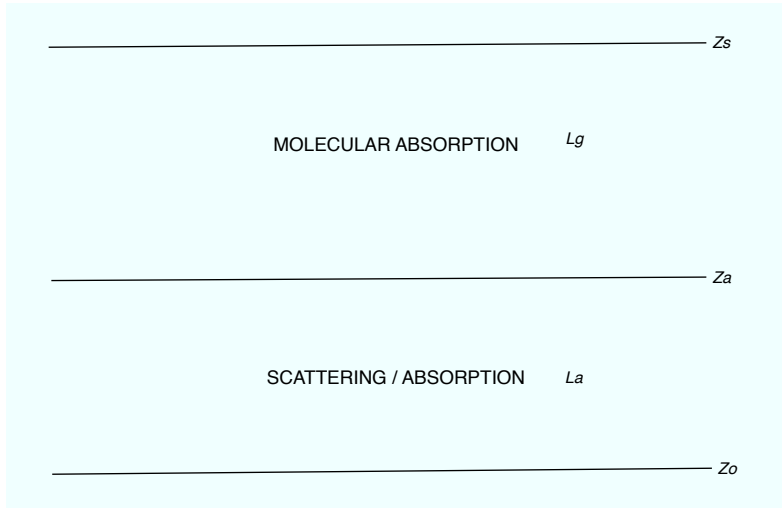 Zs
MOLECULAR ABSORPTION Lg
Za
SCATTERING / ABSORPTION La
Zo